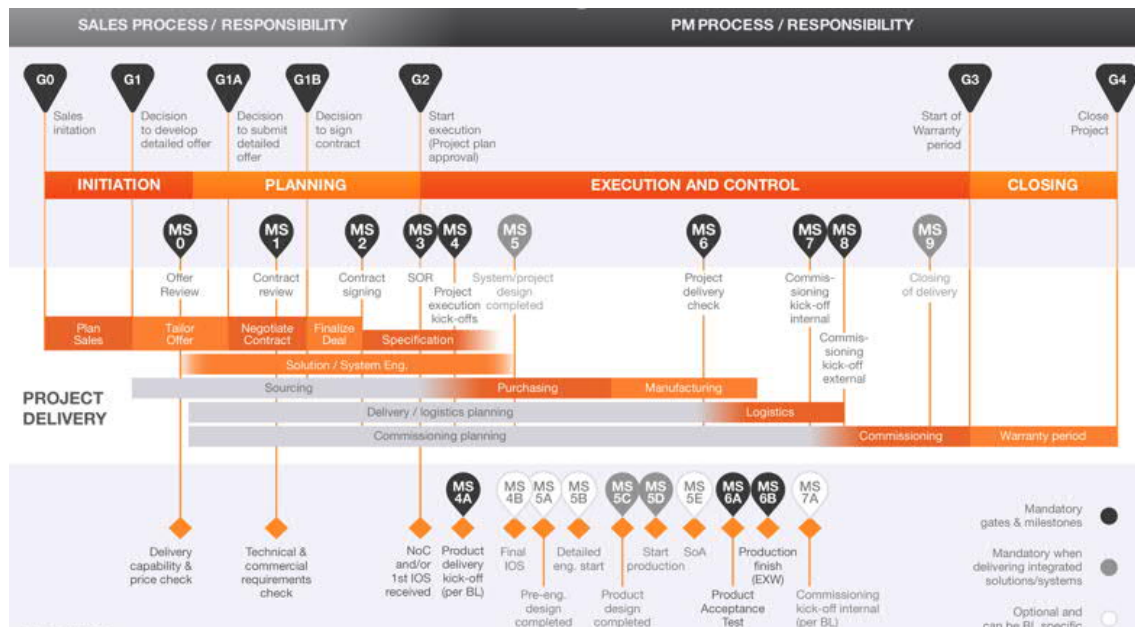 SALES PROCESS / RESPONSIBILITY
PM PROCESS / RESPONSIBILITY
G0
G1
G1A
G1B
G2
G3
G4
Sales
initation
Decision
to develop
detailed offer
Decision
to submit
detailed
offer
Decision
to sign
contract
Start
execution
(Project plan
approval)
Start of
Warranty
period
Close
Project
INITIATION
PLANNING
EXECUTION AND CONTROL
CLOSING
MS
0
MS
1
MS
2
MS
3
MS
4
MS
5
MS
6
MS
7
MS
8
MS
9
Offer
Review
Contract
review
Contract
signing
SOR
Project
execution
kick-offs
System/project
design
completed
Project
delivery
check
Commis-
sioning
kick-off
internal
Commis-
sioning
kick-off
external
Closing
of delivery
Plan
Sales
Tailor
Offer
Negotiate
Contract
Finalize
Deal
Specification
Solution / System Eng.
PROJECT
DELIVERY
Sourcing
Purchasing
Manufacturing
Delivery / logistics planning
Logistics
Commissioning planning
Commissioning
Warranty period
MS
4A
MS
4B
MS
5A
MS
5B
MS
5C
MS
5D
MS
5E
MS
6A
MS
6B
MS
7A
Delivery
capability &
price check
Technical &
commercial
requirements
check
NoC
and/or
1st IOS
received
Product
delivery
kick-off
(per BL)
Final
IOS
Pre-eng.
design
completed
Detailed
eng. start
Product
design
completed
Start
production
SoA
Product
Acceptance
Test
Production
finish
(EXW)
Commissioning
kick-off internal
(per BL)
Mandatory
gates & milestones
Mandatory when
delivering integrated
solutions/systems
Optional and
can be BL specific